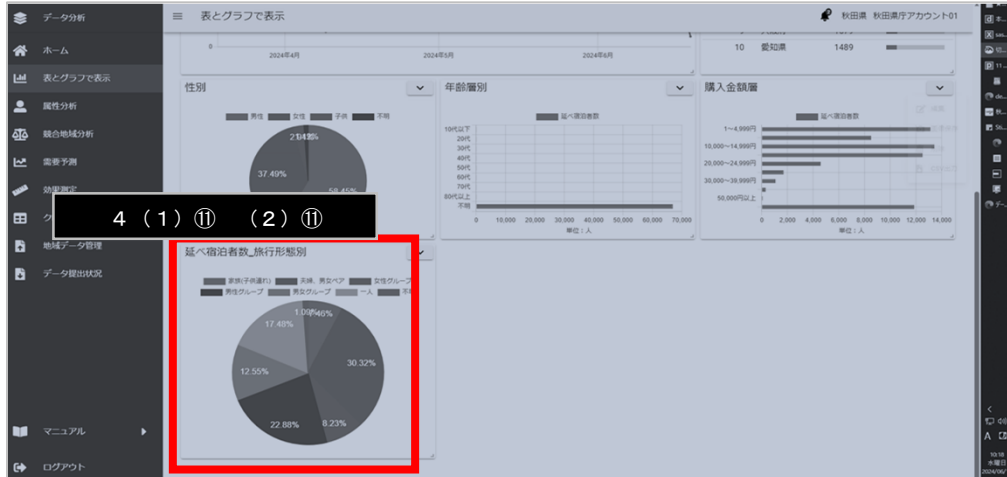 データ分析
表とグラフで表示
秋田県 秋田県庁アカウント01
ホーム
表とグラフで表示
属性分析
競合地域分析
需要予測
効果測定
地域データ管理
データ提出状況
マニュアル
ログアウト
0
2024年4月
2024年5月
2024年6月
10 愛知県 1489
性別
男性 女性 子供 不明
37.49%
58.45%
年齢層別
延べ宿泊者数
10代以下
20代
30代
40代
50代
60代
70代
80代以上
不明
0 10,000 20,000 30,000 40,000 50,000 60,000 70,000
単位:人
購入金額層
延べ宿泊者数
1〜4,999円
10,000〜14,999円
20,000〜24,999円
30,000〜39,999円
50,000円以上
0 2,000 4,000 6,000 8,000 10,000 12,000 14,000
単位:人
4(1)⑪ (2)⑪
延べ宿泊者数_旅行形態別
家族(子供連れ) 夫婦、男女ペア 女性グループ
男性グループ 男女グループ 一人
1.09%
17.48%
30.32%
12.55%
22.88%
8.23%
10:18
水曜日